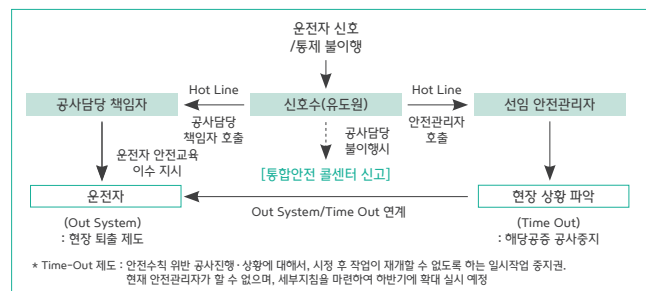 운전자 신호
/통제 불이행
Hot Line
Hot Line
공사담당 책임자
신호수(유도원)
선임 안전관리자
공사담당
책임자 호출
안전관리자
호출
공사담당
불이행시
운전자 안전교육
이수 지시
[통합안전 콜센터 신고]
운전자
현장 상황 파악
Out System/Time Out 연계
(Out System)
: 현장 퇴출 제도
(Time Out)
: 해당공종 공사중지
* Time-Out 제도 : 안전수칙 위반 공사진행·상황에 대해서, 시정 후 작업이 재개할 수 있도록 하는 일시작업 중지권.
현재 안전관리자가 할 수 없으며, 세부지침을 마련하여 하반기에 확대 실시 예정